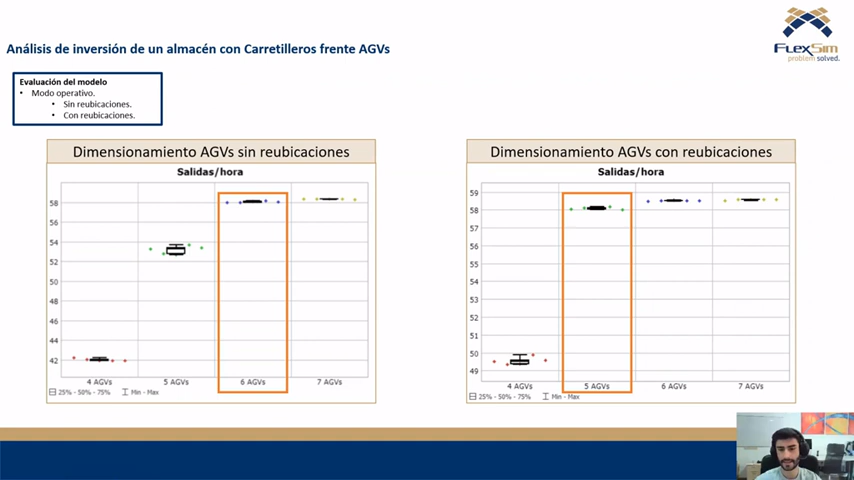 FLEXSIM
problem solved.
Análisis de inversión de un almacén con Carretilleros frente AGVs
Evaluación del modelo
• Modo operativo.
• Sin reubicaciones.
• Con reubicaciones.
Dimensionamiento AGVs sin reubicaciones
Salidas/hora
58
56
54
52
50
48
46
44
42
4 AGVs
5 AGVs
6 AGVs
7 AGVs
25% - 50% - 75%
Min - Max
Dimensionamiento AGVs con reubicaciones
Salidas/hora
59
58
57
56
55
54
53
52
51
50
49
4 AGVs
5 AGVs
6 AGVs
7 AGVs
25% - 50% - 75%
Min - Max